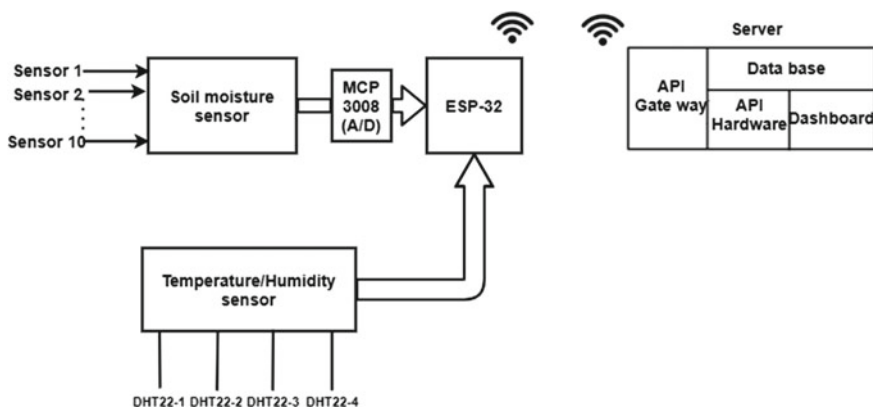 Server
Sensor 1
Sensor 2
Sensor 10
Soil moisture
sensor
MCP
3008
(A/D)
ESP-32
API
Gate way
Data base
API
Hardware
Dashboard
Temperature/Humidity
sensor
DHT22-1 DHT22-2 DHT22-3 DHT22-4